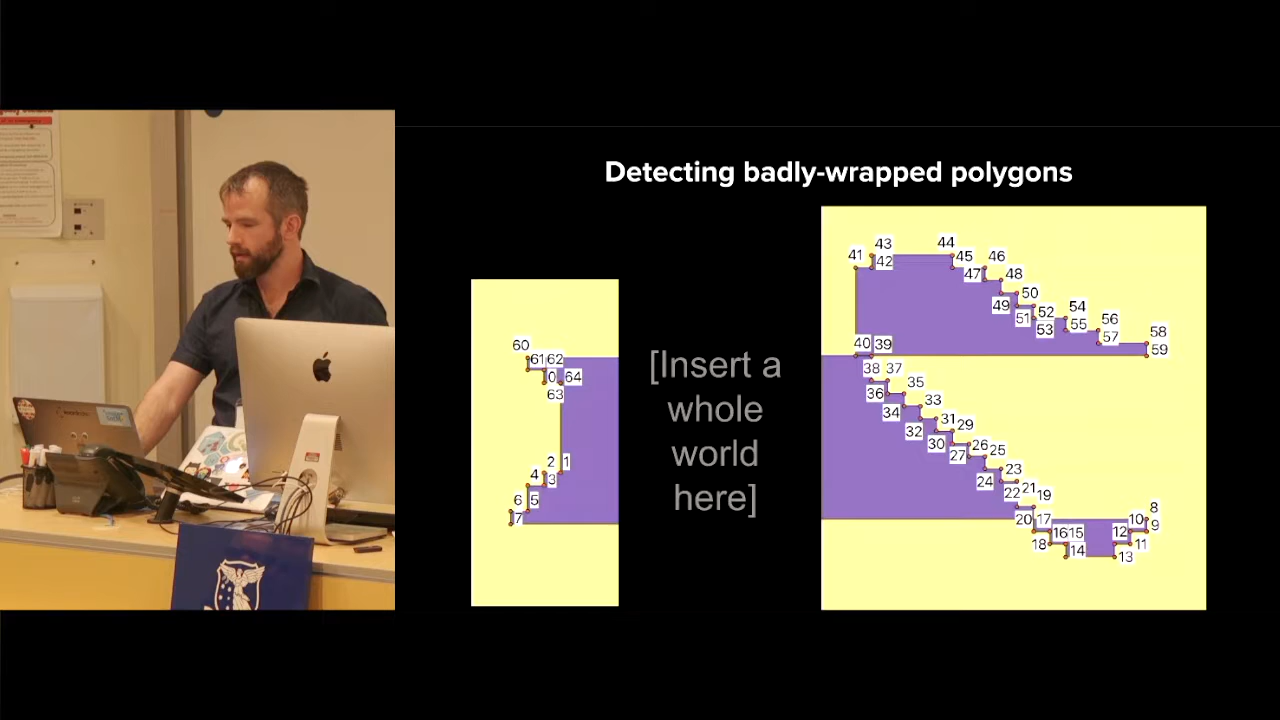 Detecting badly-wrapped polygons
[Insert a
whole
world
here]
60
61 62
0 64
63
2 1
4 3
6 5
7
43 44
41 42 45 46
47 48
49 50
51 52 54
53 55 56
57 58
59
40 39
38 37
36 35
34 33
32 31 29
30 26 25
27
24 23
22 21 19
20 17
18 16 15
14
8
10 9
12 11
13